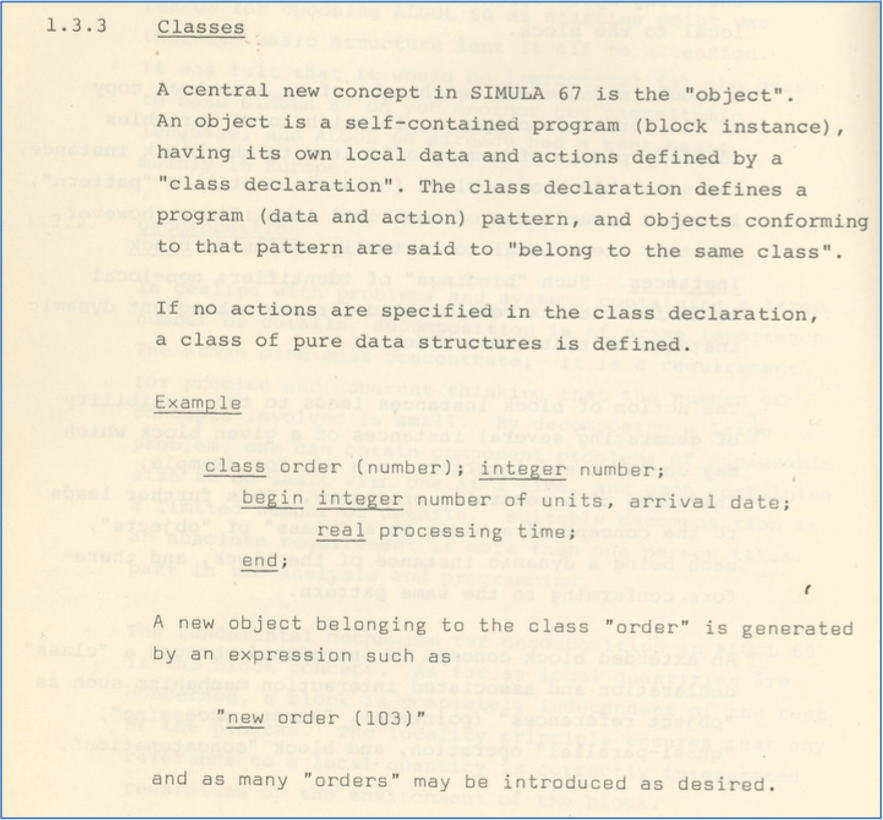 1.3.3 Classes
A central new concept in SIMULA 67 is the "object".
An object is a self-contained program (block instance),
having its own local data and actions defined by a
"class declaration". The class declaration defines a
program (data and action) pattern, and objects conforming
to that pattern are said to "belong to the same class".
If no actions are specified in the class declaration,
a class of pure data structures is defined.
Example
class order (number); integer number;
begin integer number of units, arrival date;
real processing time;
end;
A new object belonging to the class "order" is generated
by an expression such as
"new order (103)"
and as many "orders" may be introduced as desired.